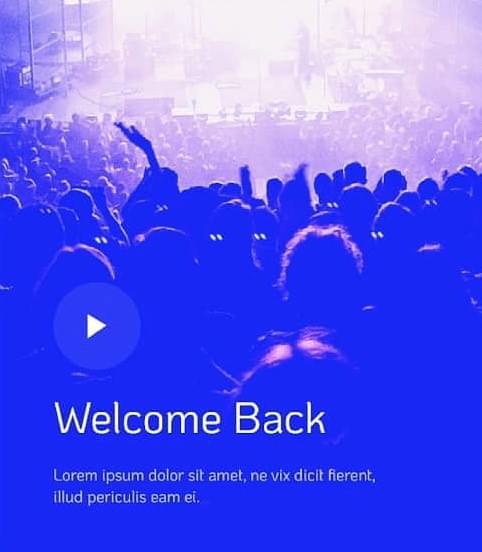 Welcome Back
Lorem ipsum dolor sit amet, ne vix dicit fierent,
illud periculis eam ei.